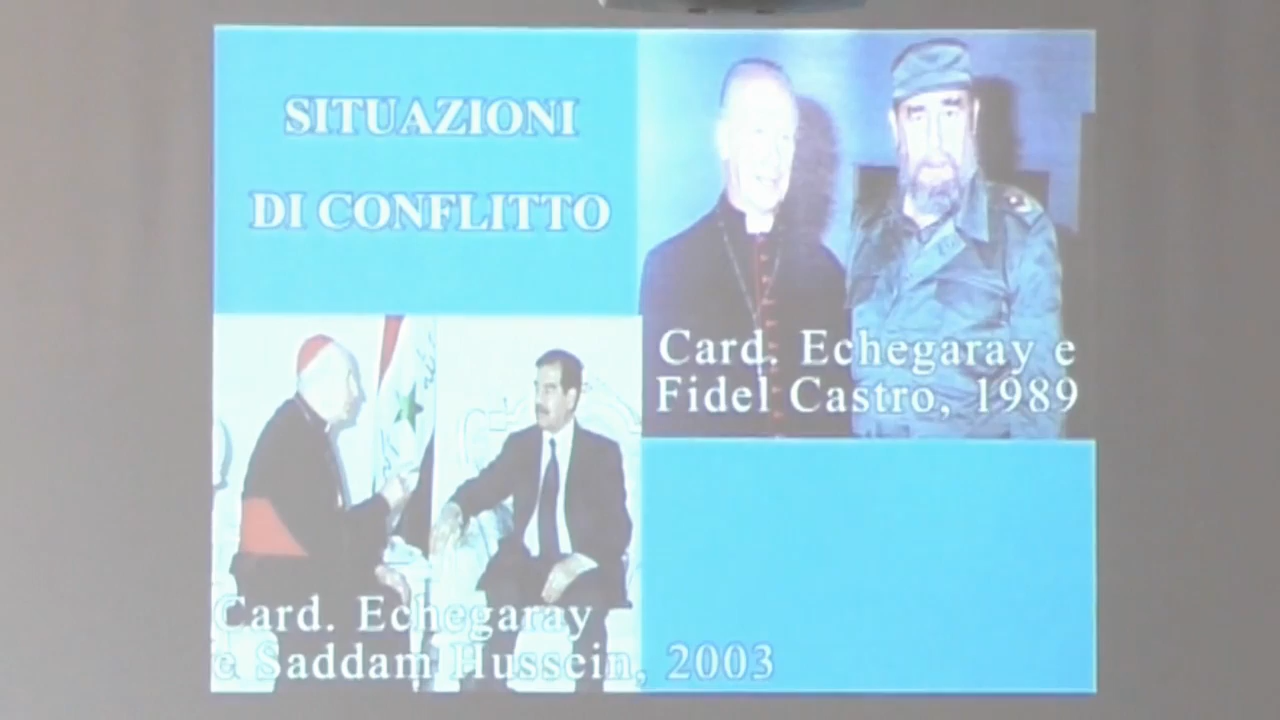 SITUAZIONI
DI CONFLITTO
Card. Echegaray e
Fidel Castro, 1989
Card. Echegaray
e Saddam Hussein, 2003